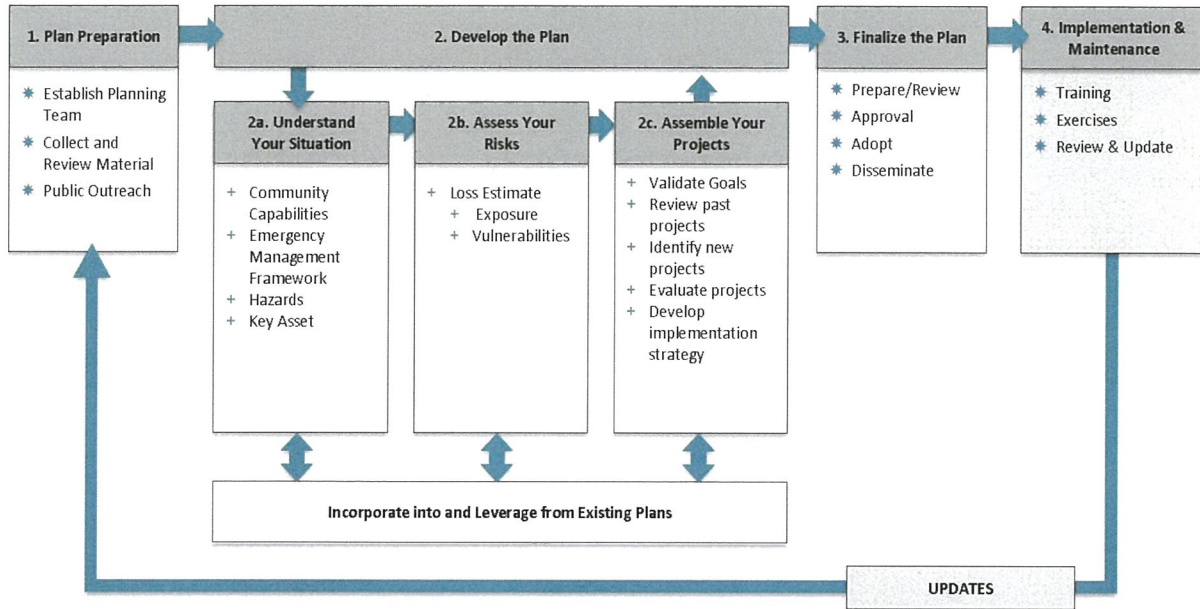 1. Plan Preparation
✷ Establish Planning
Team
✷ Collect and
Review Material
✷ Public Outreach
2. Develop the Plan
2a. Understand
Your Situation
+ Community
Capabilities
+ Emergency
Management
Framework
+ Hazards
+ Key Asset
2b. Assess Your
Risks
+ Loss Estimate
+ Exposure
+ Vulnerabilities
2c. Assemble Your
Projects
+ Validate Goals
+ Review past
projects
+ Identify new
projects
+ Evaluate projects
+ Develop
implementation
strategy
3. Finalize the Plan
✷ Prepare/Review
✷ Approval
✷ Adopt
✷ Disseminate
4. Implementation &
Maintenance
✷ Training
✷ Exercises
✷ Review & Update
Incorporate into and Leverage from Existing Plans
UPDATES